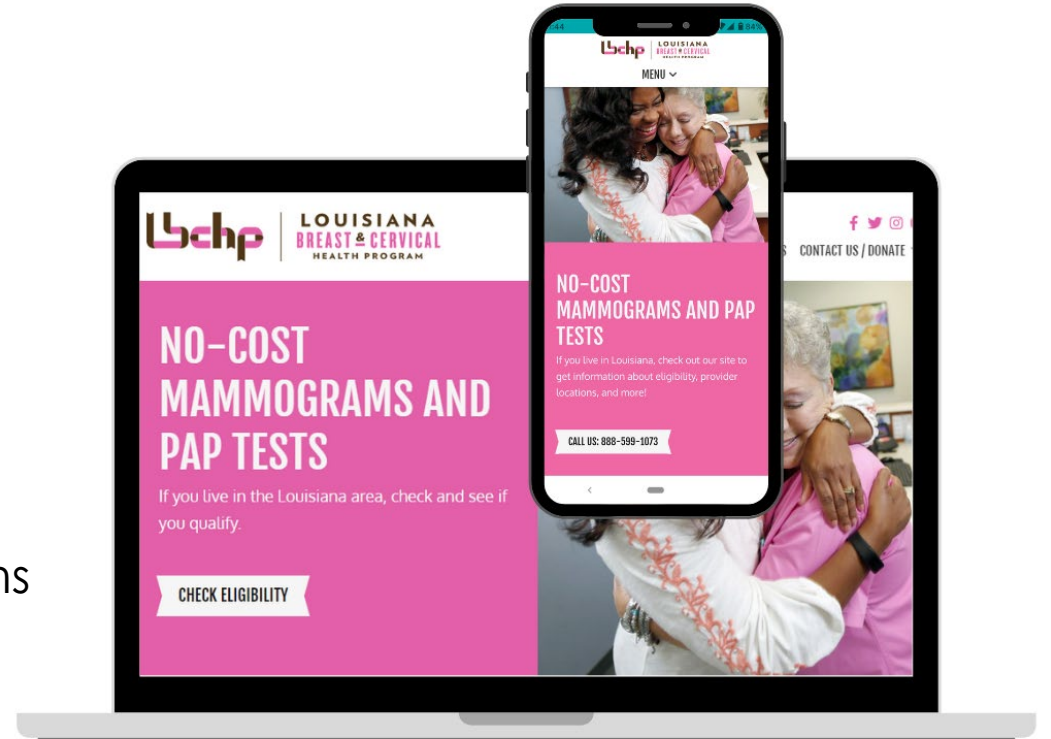 :44
84%
lbchp
LOUISIANA
BREAST & CERVICAL
HEALTH PROGRAM
MENU
NO-COST
MAMMOGRAMS AND PAP
TESTS
If you live in Louisiana, check out our site to
get information about eligibility, provider
locations, and more!
CALL US: 888-599-1073
lbchp
LOUISIANA
BREAST & CERVICAL
HEALTH PROGRAM
S CONTACT US / DONATE
NO-COST
MAMMOGRAMS AND
PAP TESTS
If you live in the Louisiana area, check and see if
you qualify.
CHECK ELIGIBILITY
ns